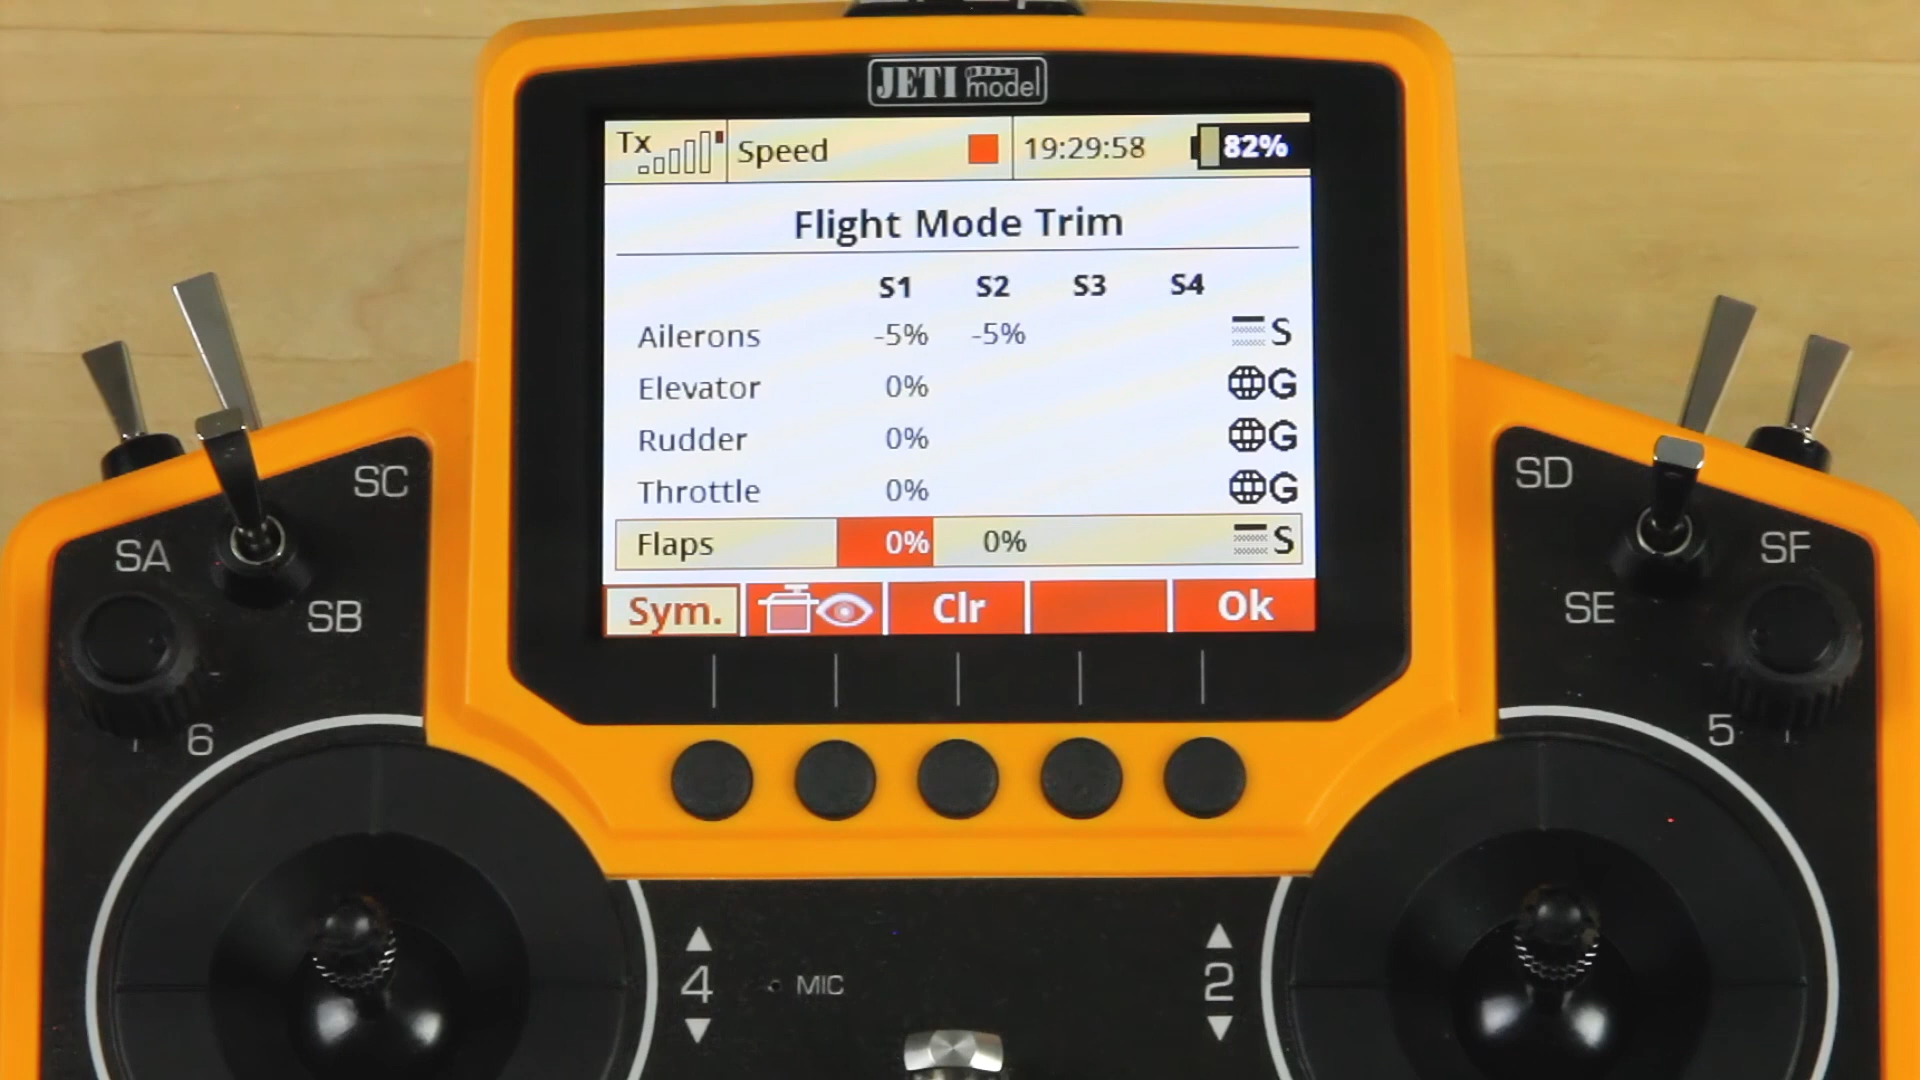 JETI model
Tx Speed 19:29:58 82%
Flight Mode Trim
S1 S2 S3 S4
Ailerons -5% -5% S
Elevator 0% G
Rudder 0% G
Throttle 0% G
Flaps 0% 0% S
Sym. Clr Ok
SC
SA
SB
6
SD
SF
SE
5
4
MIC
2